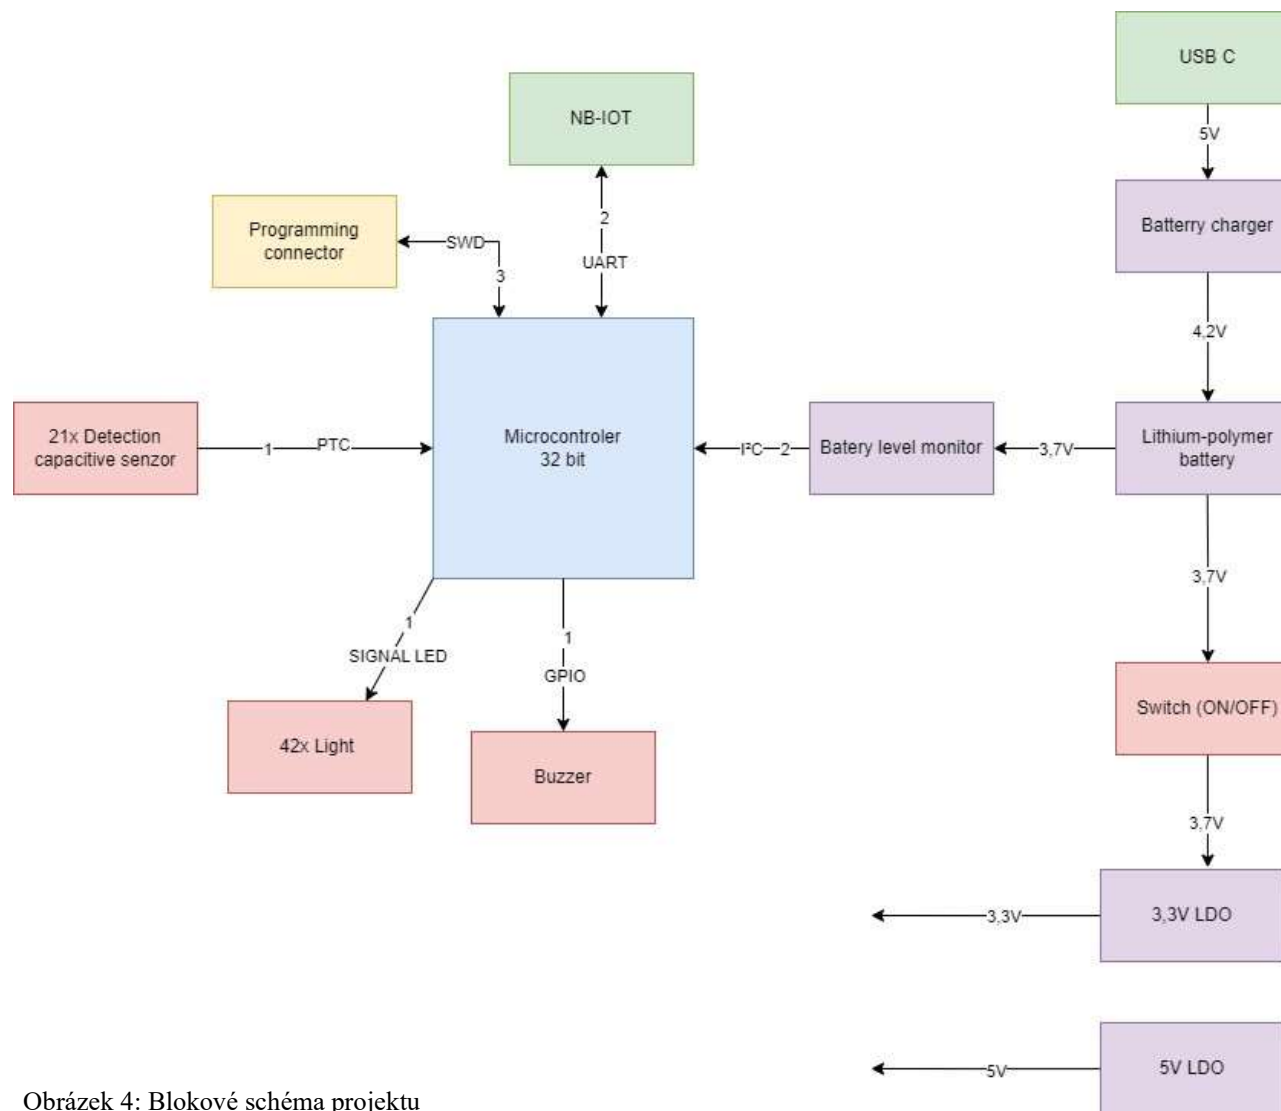 USB C
5V
NB-IOT
Batterry charger
2
UART
Programming
connector
SWD
3
4,2V
21x Detection
capacitive senzor
1
PTC
Microcontroler
32 bit
I²C
2
Batery level monitor
3,7V
Lithium-polymer
battery
3,7V
1
SIGNAL LED
1
GPIO
42x Light
Buzzer
Switch (ON/OFF)
3,7V
3,3V
3,3V LDO
5V
5V LDO
Obrázek 4: Blokové schéma projektu